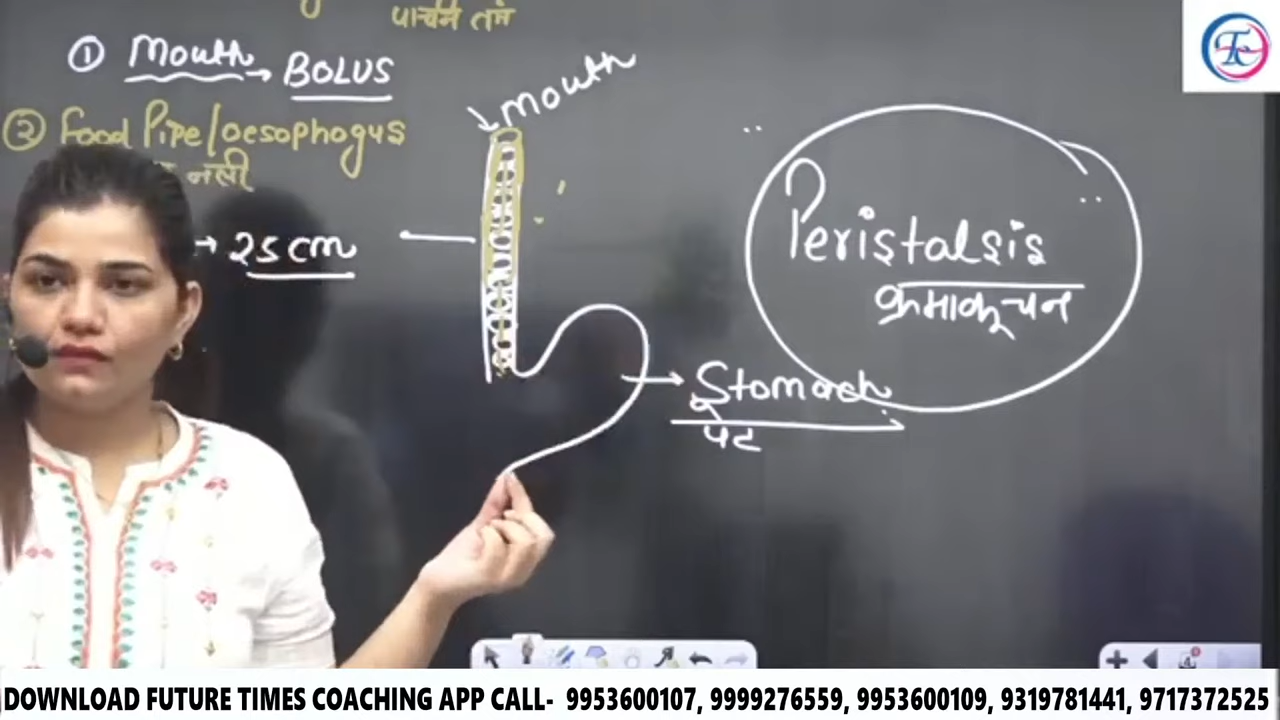 पाचन तंत्र
① Mouth → BOLUS
② Food Pipe/oesophagus
नली
→ 25 cm
Mouth
Peristalsis
क्रमाकुंचन
Stomach
पेट
Tc
DOWNLOAD FUTURE TIMES COACHING APP CALL- 9953600107, 9999276559, 9953600109, 9319781441, 9717372525